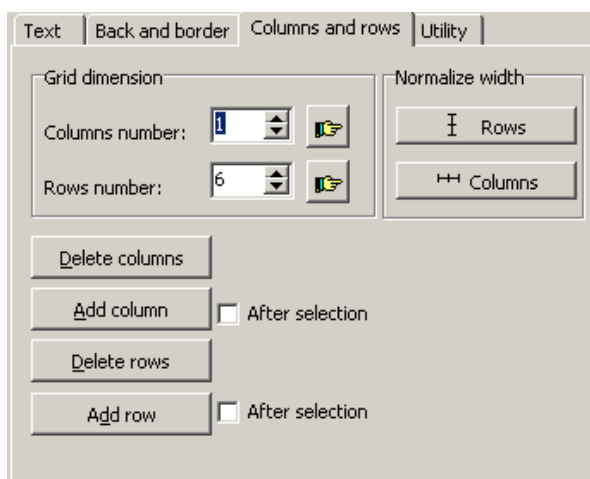 Text Back and border Columns and rows Utility
Grid dimension
Columns number: 1
Rows number: 6
Normalize width
Rows
Columns
Delete columns
Add column After selection
Delete rows
Add row After selection